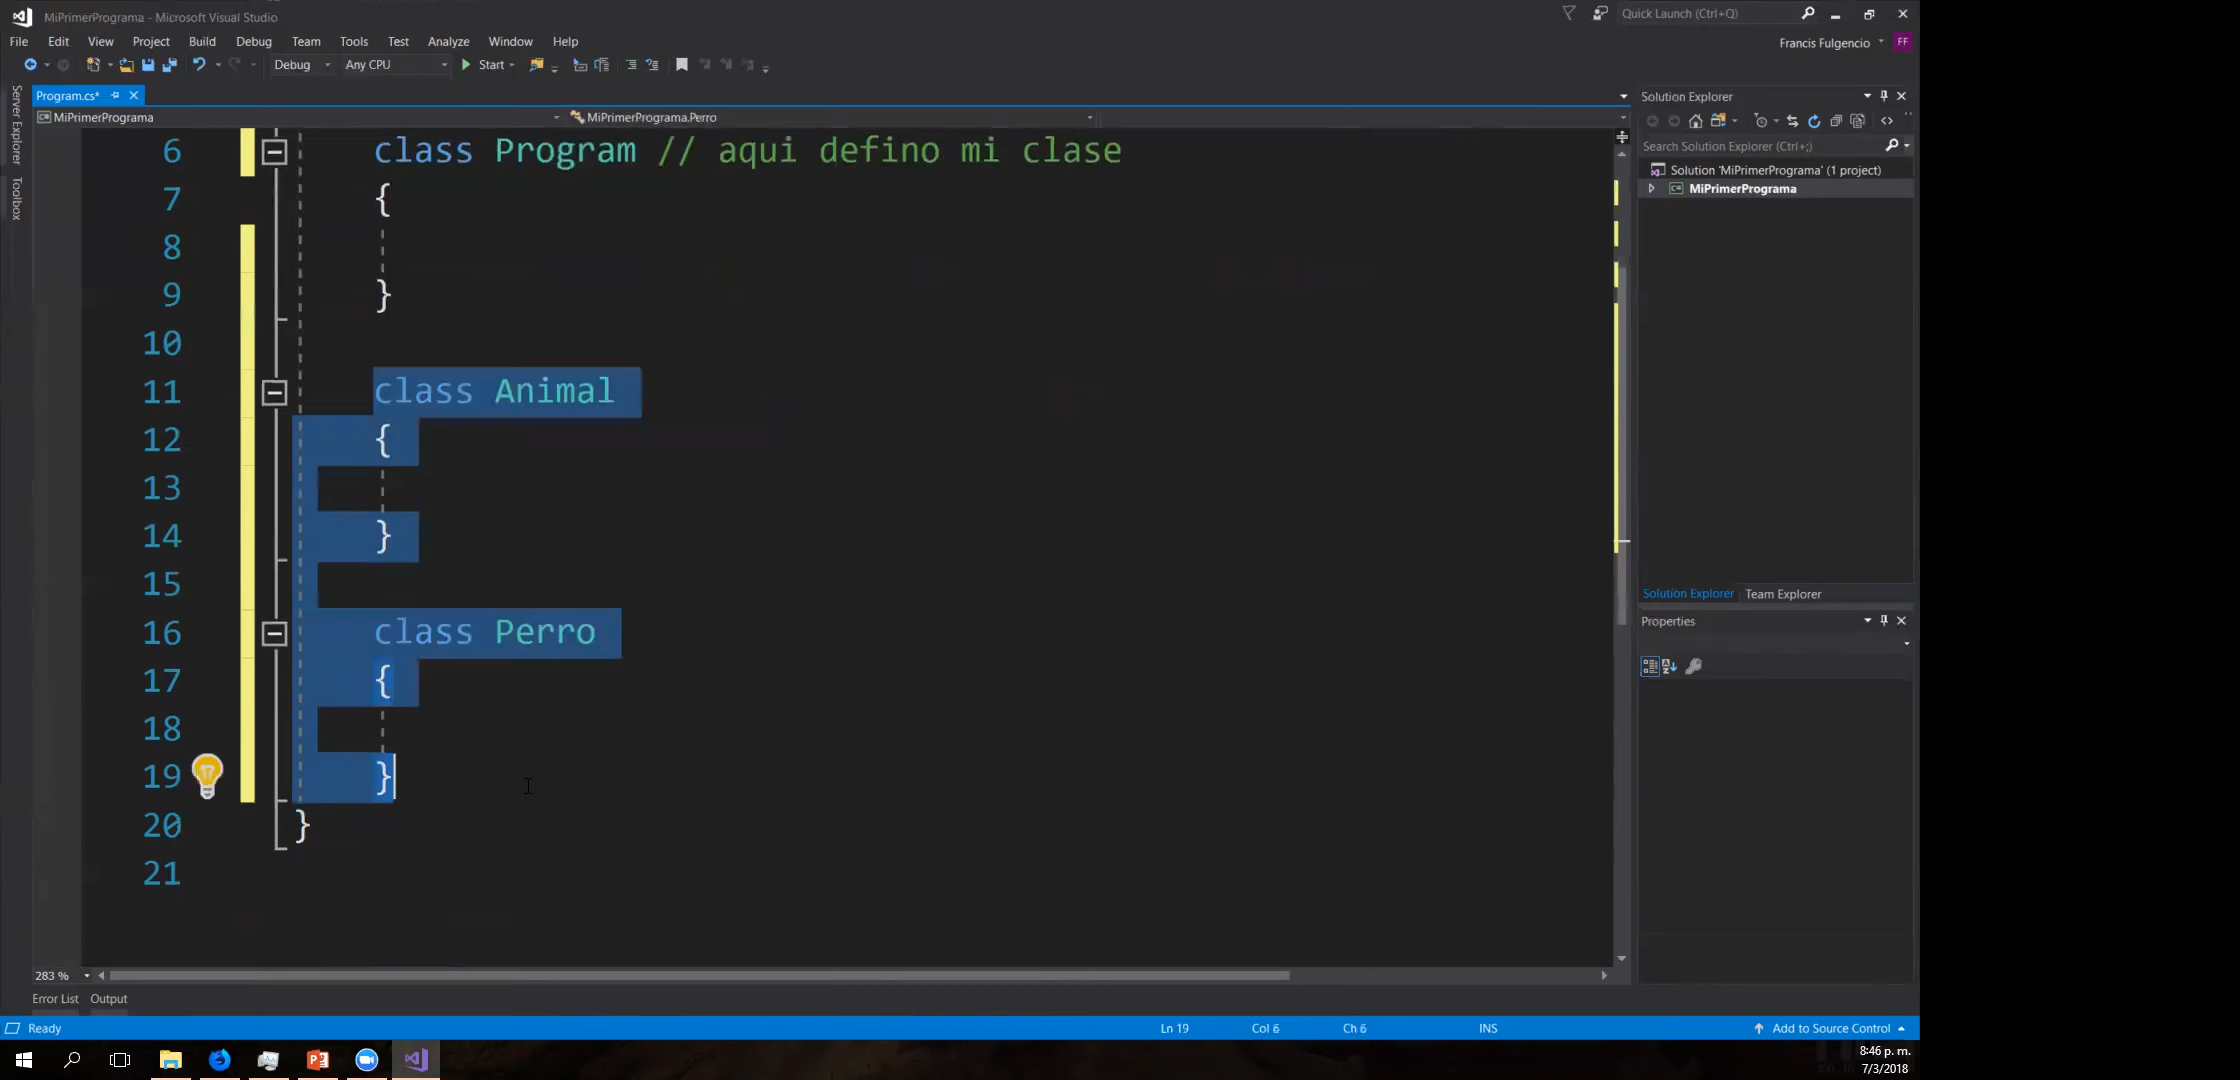 MiPrimerPrograma - Microsoft Visual Studio
Quick Launch (Ctrl+Q)
File Edit View Project Build Debug Team Tools Test Analyze Window Help
Francis Fulgencio FF
Debug Any CPU Start
Server Explorer
Toolbox
Program.cs*
MiPrimerPrograma MiPrimerPrograma.Perro
6 class Program // aqui defino mi clase
7 {
8
9 }
10
11 class Animal
12 {
13
14 }
15
16 class Perro
17 {
18
19 }
20 }
21
283 %
Error List Output
Solution Explorer
Search Solution Explorer (Ctrl+;)
Solution 'MiPrimerPrograma' (1 project)
MiPrimerPrograma
Solution Explorer Team Explorer
Properties
Ready Ln 19 Col 6 Ch 6 INS Add to Source Control
8:46 p. m.
7/3/2018